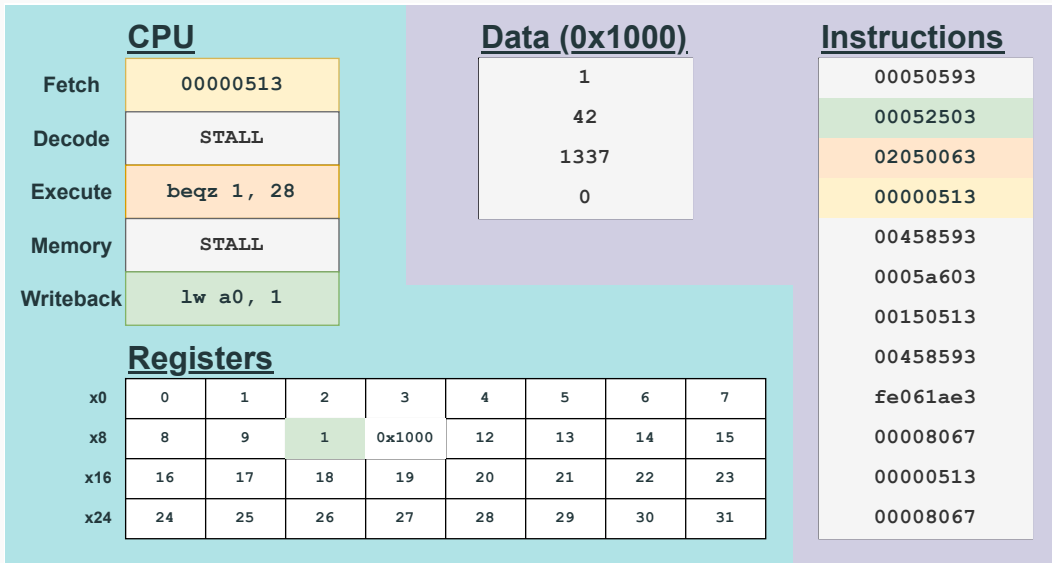 CPU
Fetch 00000513
Decode STALL
Execute beqz 1, 28
Memory STALL
Writeback lw a0, 1
Registers
x0 0 1 2 3 4 5 6 7
x8 8 9 1 0x1000 12 13 14 15
x16 16 17 18 19 20 21 22 23
x24 24 25 26 27 28 29 30 31
Data (0x1000)
1
42
1337
0
Instructions
00050593
00052503
02050063
00000513
00458593
0005a603
00150513
00458593
fe061ae3
00008067
00000513
00008067